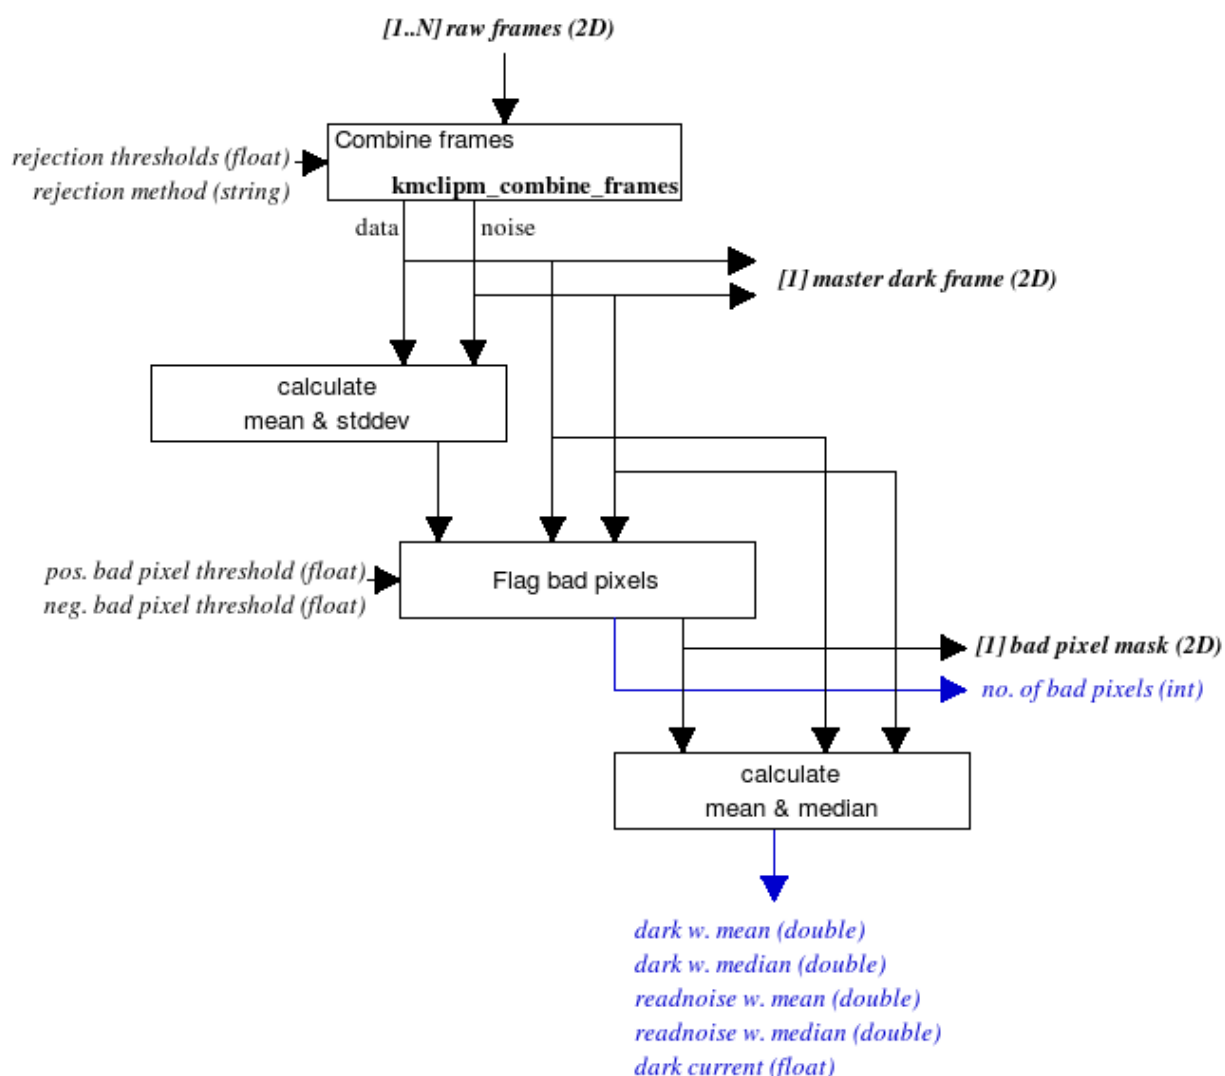 [1..N] raw frames (2D)
Combine frames
rejection thresholds (float)
rejection method (string)
kmclipm_combine_frames
data
noise
[1] master dark frame (2D)
calculate
mean & stddev
pos. bad pixel threshold (float)
neg. bad pixel threshold (float)
Flag bad pixels
[1] bad pixel mask (2D)
no. of bad pixels (int)
calculate
mean & median
dark w. mean (double)
dark w. median (double)
readnoise w. mean (double)
readnoise w. median (double)
dark current (float)